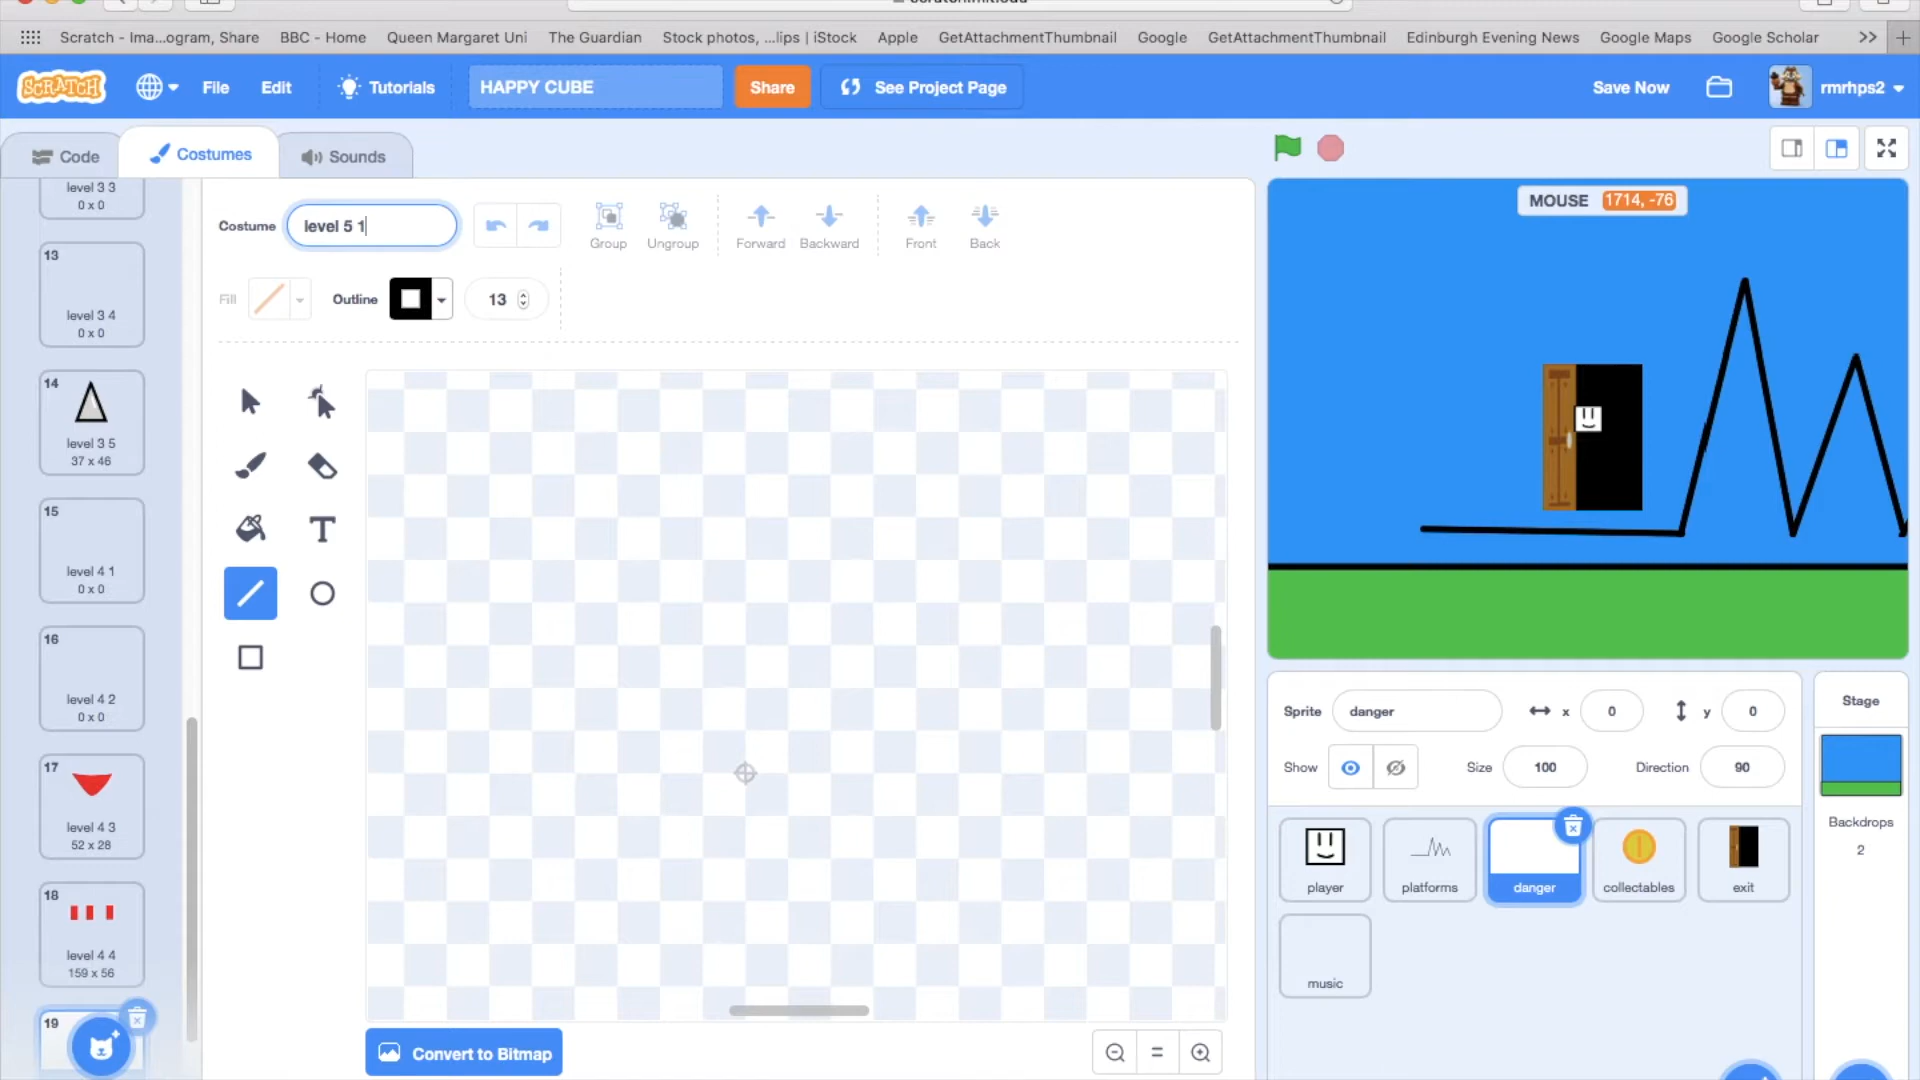 Scratch - Ima...ogram, Share BBC - Home Queen Margaret Uni The Guardian Stock photos, ...lips | iStock Apple GetAttachmentThumbnail Google GetAttachmentThumbnail Edinburgh Evening News Google Maps Google Scholar >>
SCRATCH File Edit Tutorials HAPPY CUBE Share See Project Page Save Now rmrhps2
Code Costumes Sounds
level 3 3
0 x 0
13
level 3 4
0 x 0
14
level 3 5
37 x 46
15
level 4 1
0 x 0
16
level 4 2
0 x 0
17
level 4 3
52 x 28
18
level 4 4
159 x 56
19
Costume level 5 1
Group Ungroup Forward Backward Front Back
Fill Outline 13
T
Convert to Bitmap
MOUSE 1714, -76
Sprite danger x 0 y 0
Show Size 100 Direction 90
player platforms danger collectables exit
music
Stage
Backdrops
2